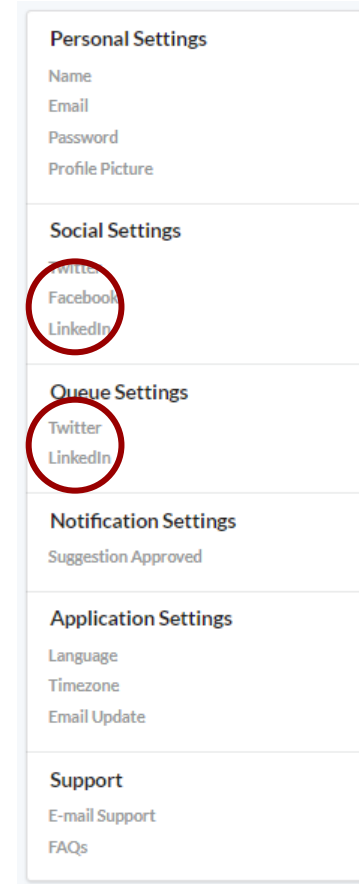 Personal Settings
Name
Email
Password
Profile Picture
Social Settings
Twitter
Facebook
LinkedIn
Queue Settings
Twitter
LinkedIn
Notification Settings
Suggestion Approved
Application Settings
Language
Timezone
Email Update
Support
E-mail Support
FAQs